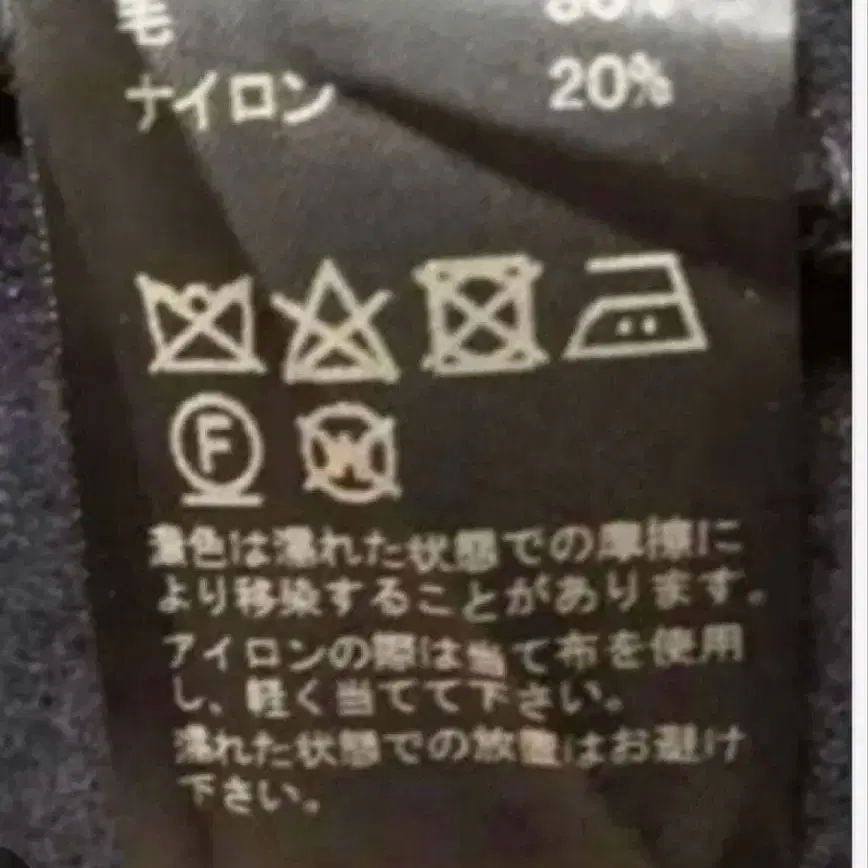 毛 80%
ナイロン 20%
F W
濃色は濡れた状態での摩擦に
より移染することがあります。
アイロンの際は当て布を使用
し、軽く当てて下さい。
濡れた状態での放置はお避け
下さい。